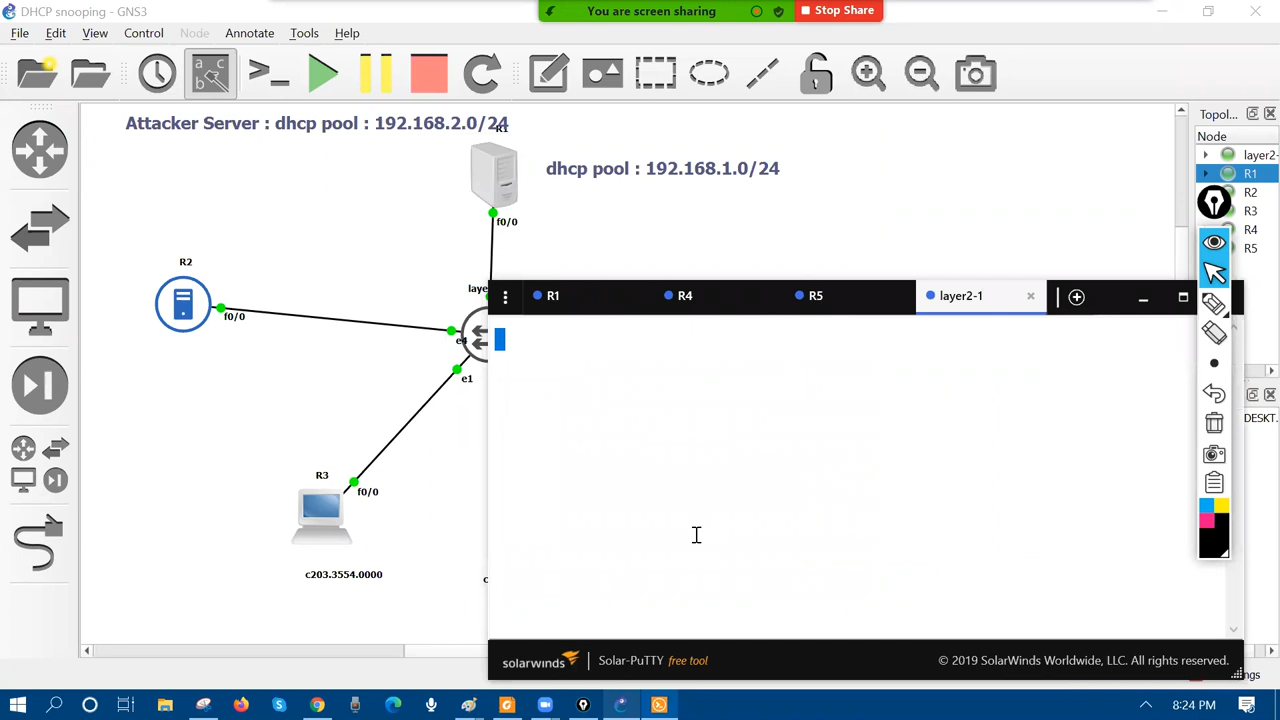 DHCP snooping - GNS3
You are screen sharing
Stop Share
File Edit View Control Node Annotate Tools Help
Attacker Server : dhcp pool : 192.168.2.0/24
R1
dhcp pool : 192.168.1.0/24
f0/0
R2
f0/0
e4
e1
R3
f0/0
c203.3554.0000
laye
c
Topol...
Node
layer2
R1
R2
R3
R4
R5
R1 R4 R5 layer2-1
DESKT.
solarwinds Solar-PuTTY free tool
© 2019 SolarWinds Worldwide, LLC. All rights reserved.
ngs
8:24 PM